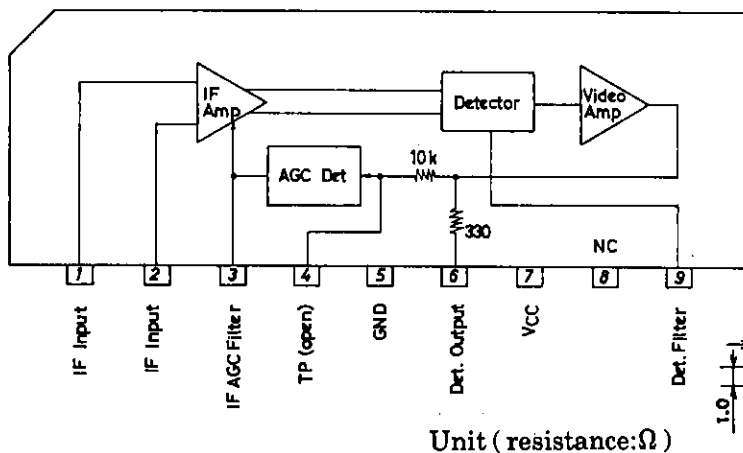 IF
Amp
Detector
Video
Amp
10k
AGC Det
330
NC
1
2
3
4
5
6
7
8
9
IF Input
IF Input
IF AGC Filter
TP (open)
GND
Det. Output
VCC
Det. Filter
1.0
Unit ( resistance:Ω )